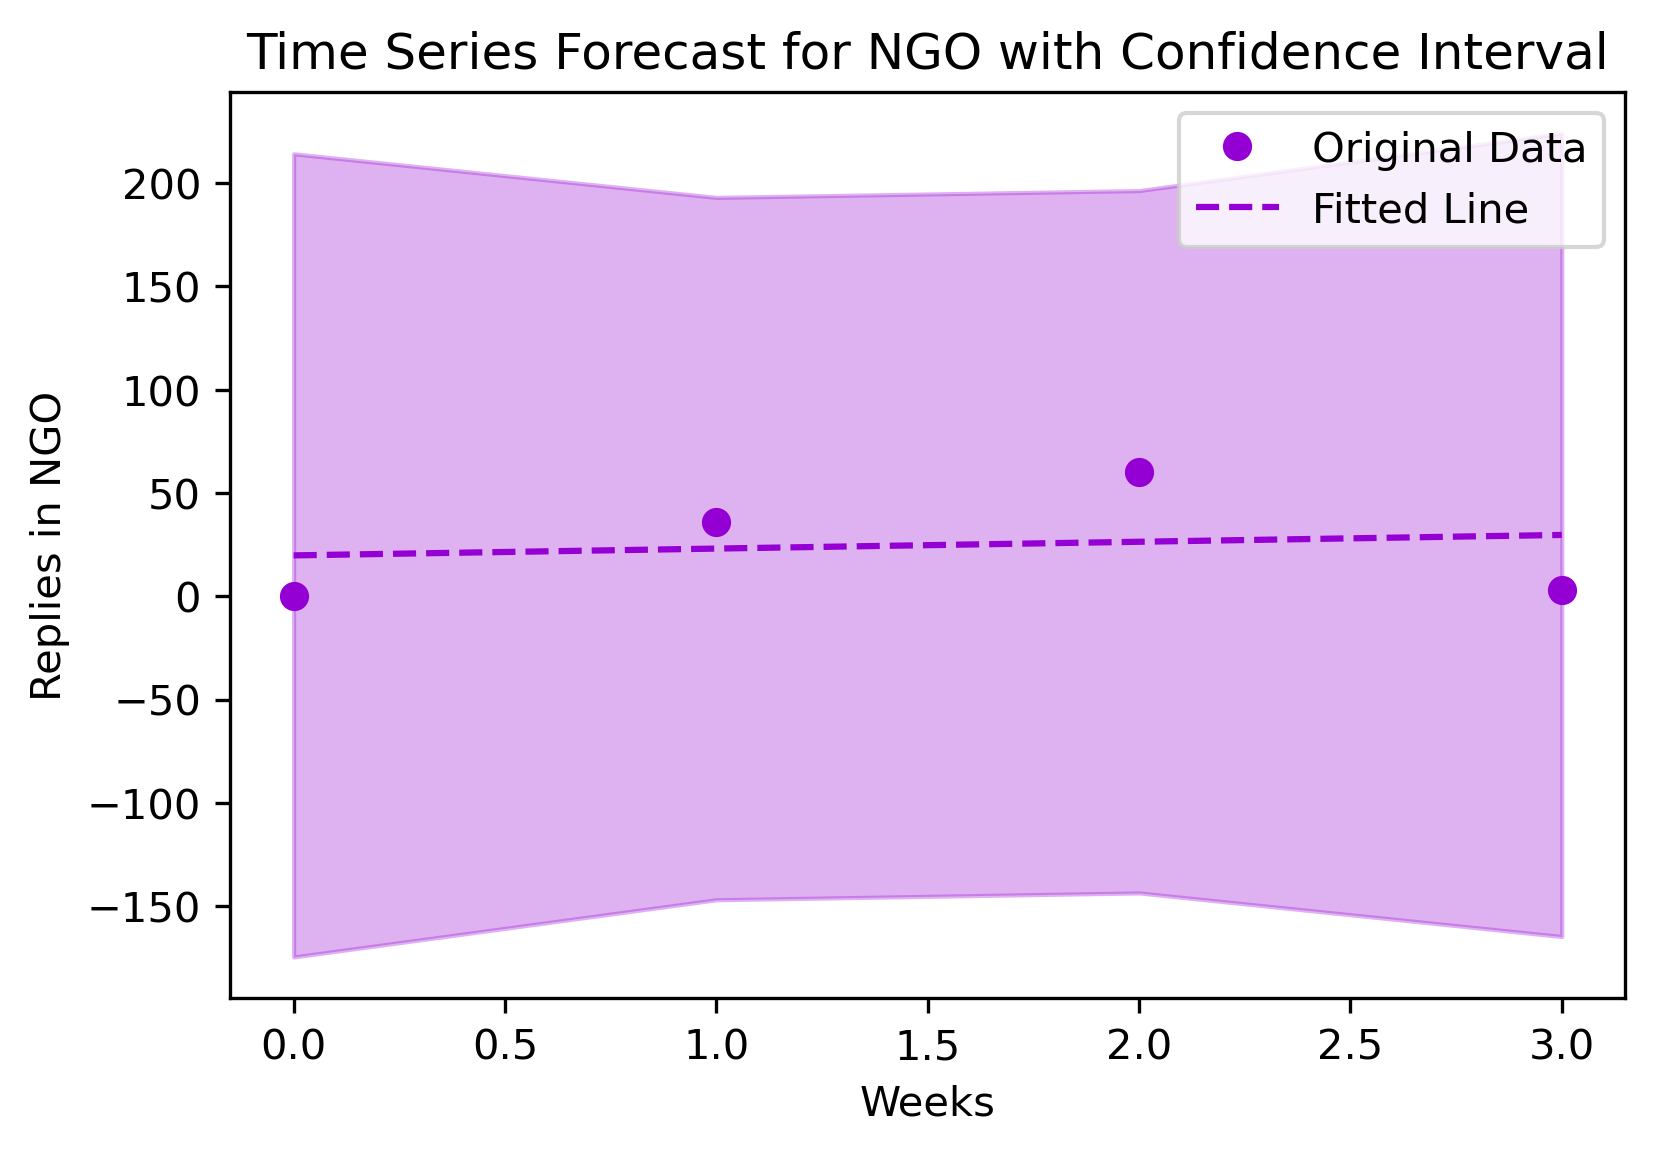 Time Series Forecast for NGO with Confidence Interval
Original Data
Fitted Line
Replies in NGO
200
150
100
50
0
−50
−100
−150
0.0 0.5 1.0 1.5 2.0 2.5 3.0
Weeks